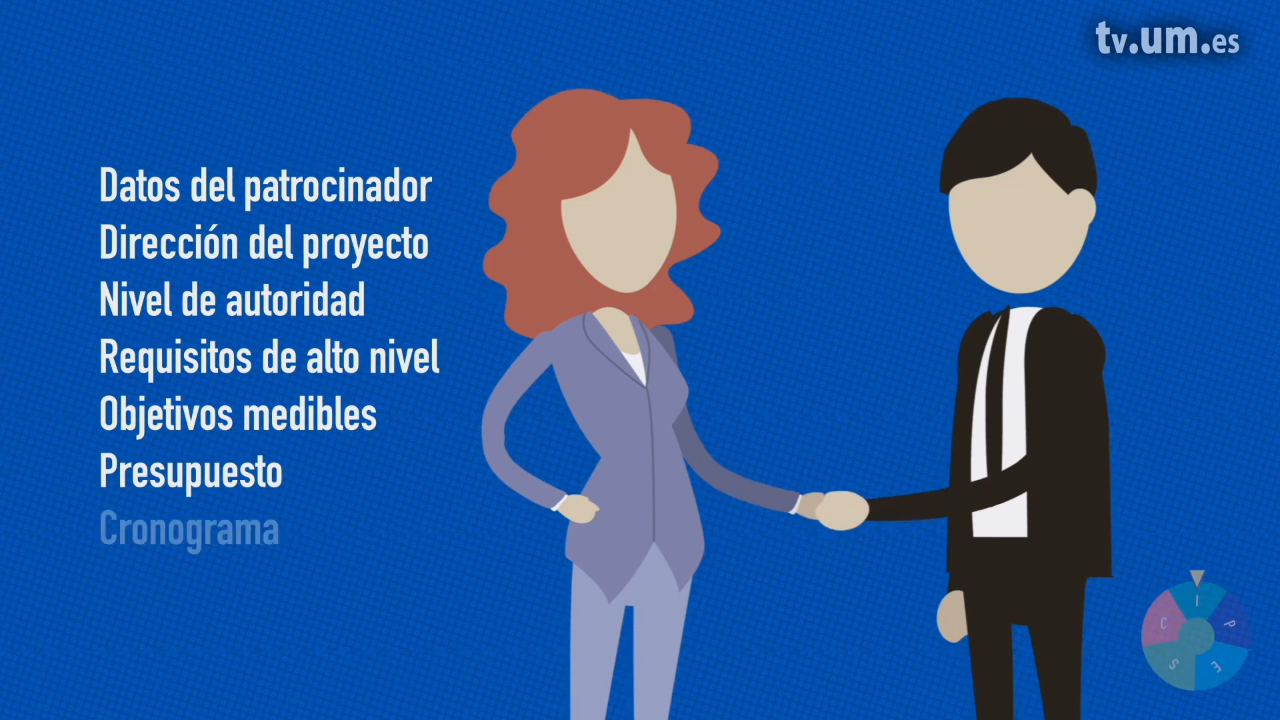 tv.um.es
Datos del patrocinador
Dirección del proyecto
Nivel de autoridad
Requisitos de alto nivel
Objetivos medibles
Presupuesto
Cronograma
I
P
E
S
C